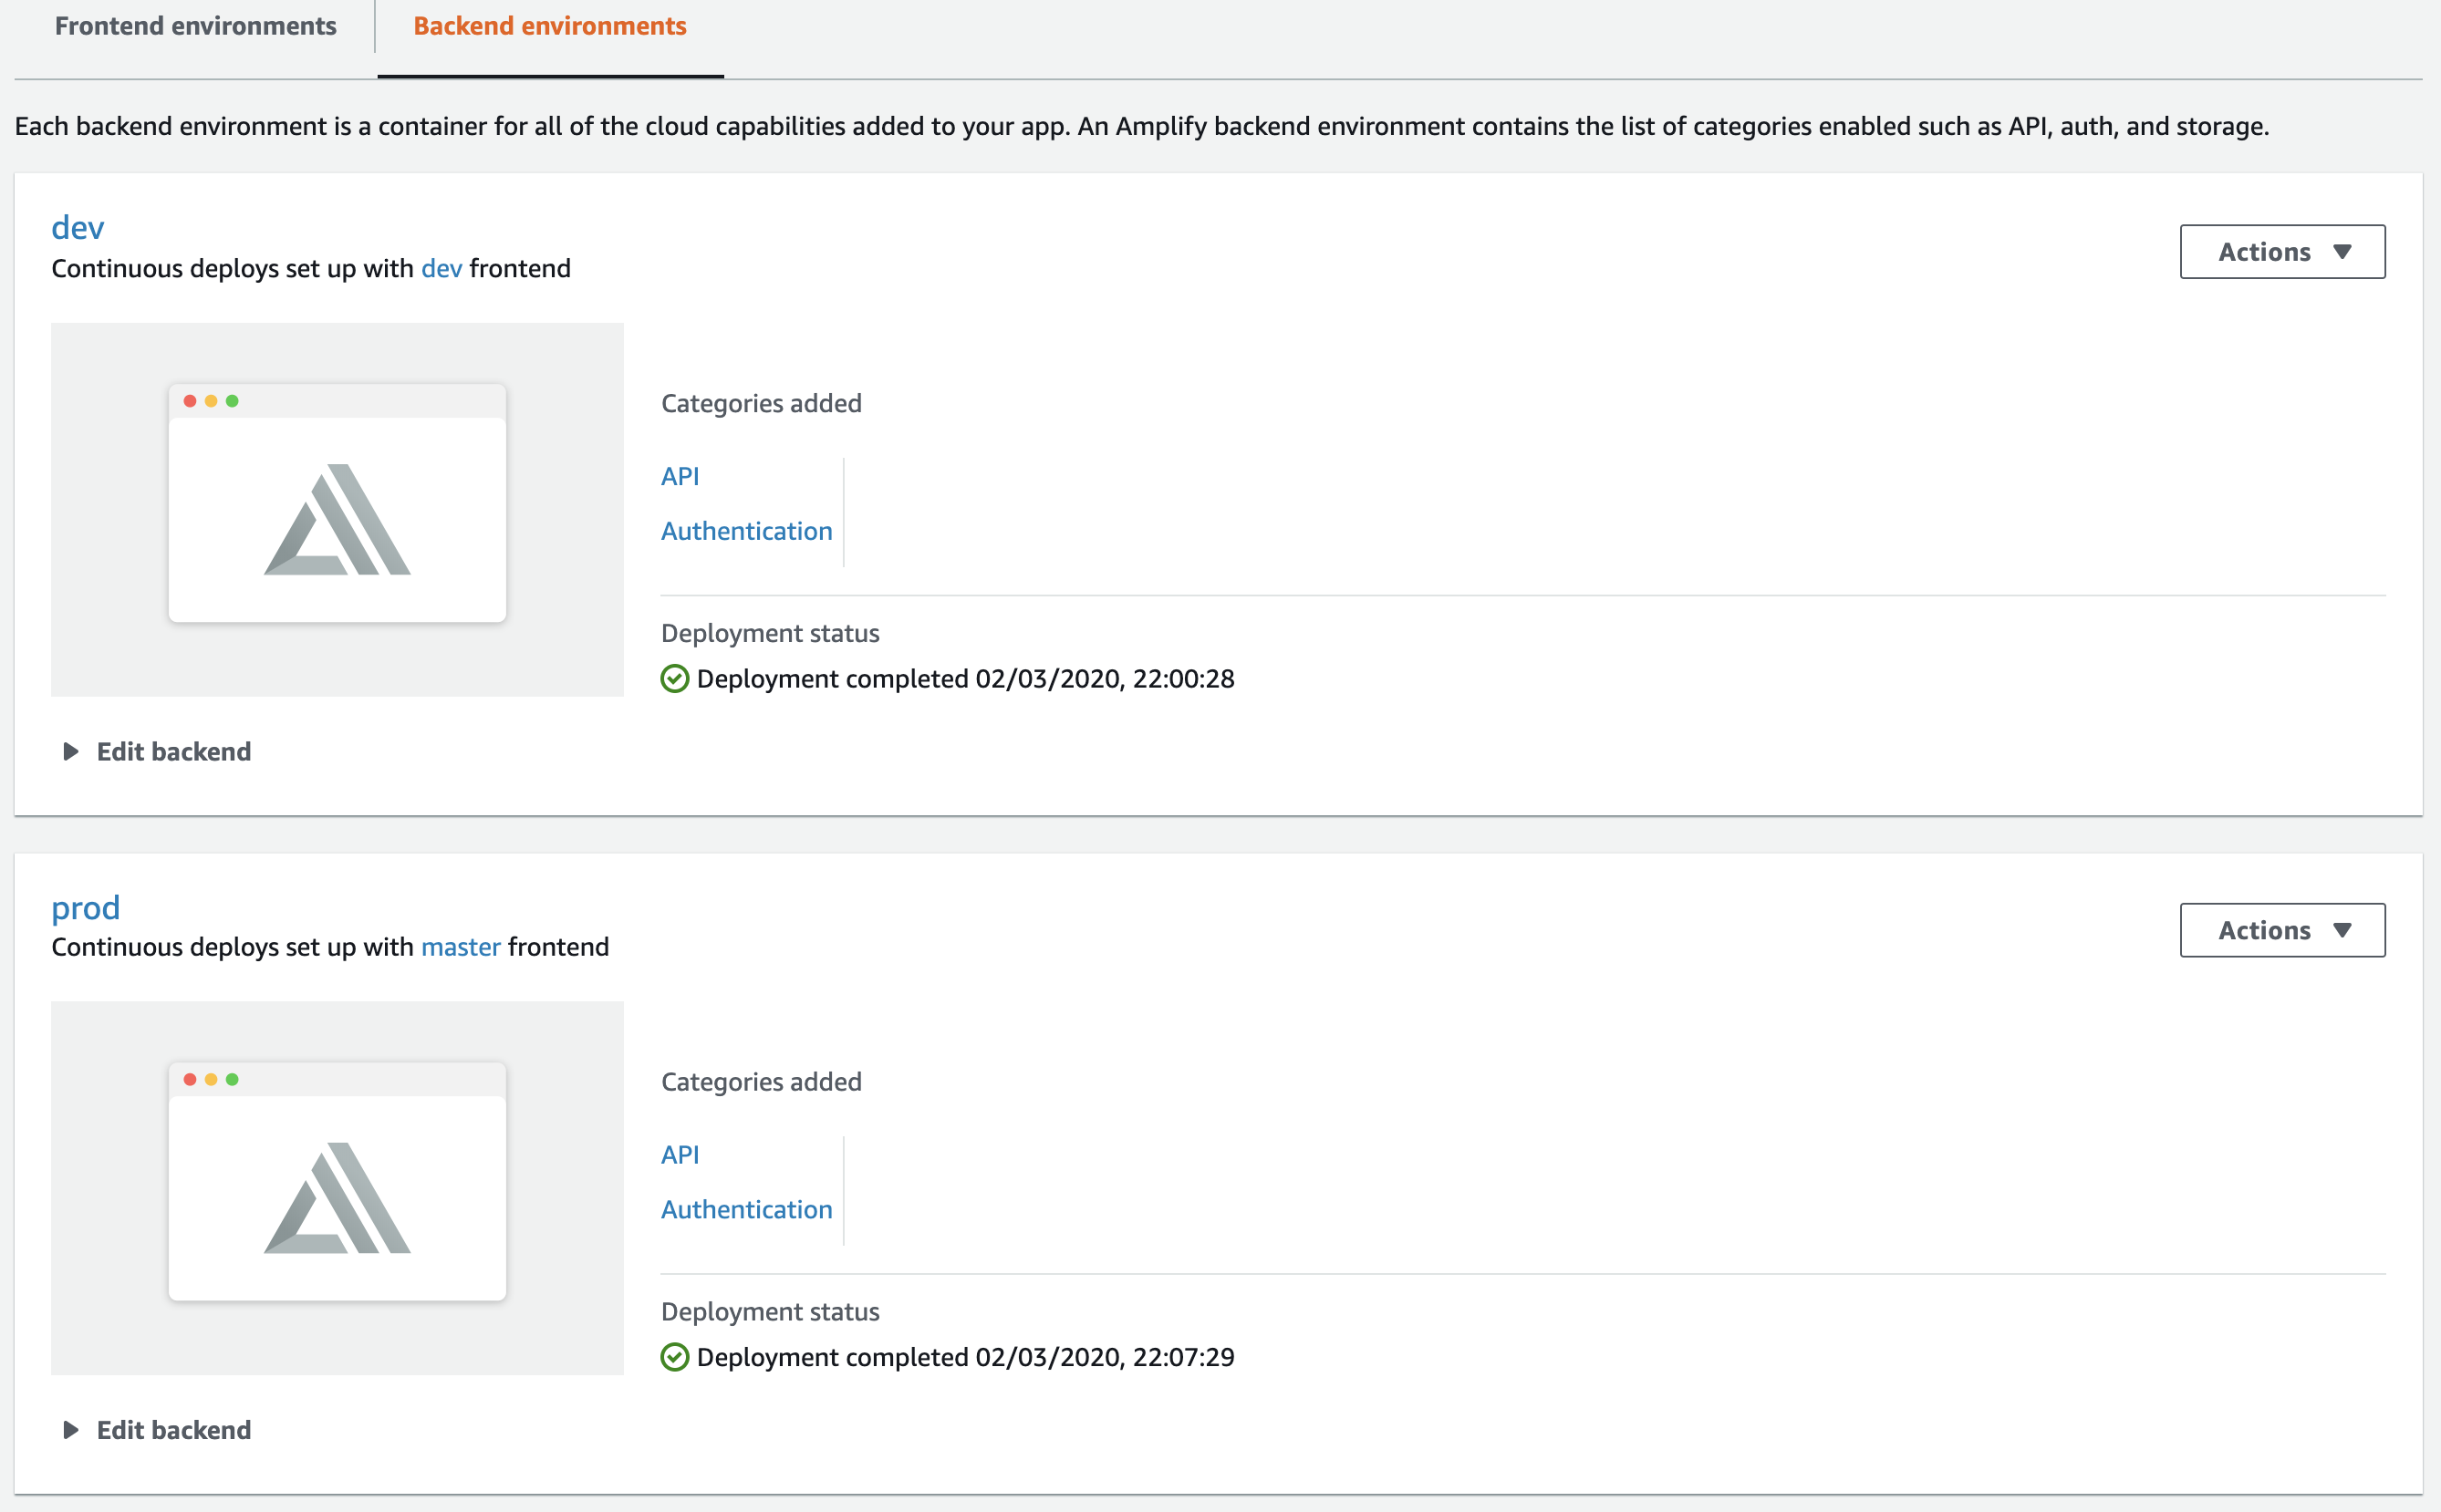 Frontend environments
Backend environments
Each backend environment is a container for all of the cloud capabilities added to your app. An Amplify backend environment contains the list of categories enabled such as API, auth, and storage.
dev
Actions
Continuous deploys set up with dev frontend
Categories added
API
Authentication
Deployment status
Deployment completed 02/03/2020, 22:00:28
Edit backend
prod
Actions
Continuous deploys set up with master frontend
Categories added
API
Authentication
Deployment status
Deployment completed 02/03/2020, 22:07:29
Edit backend